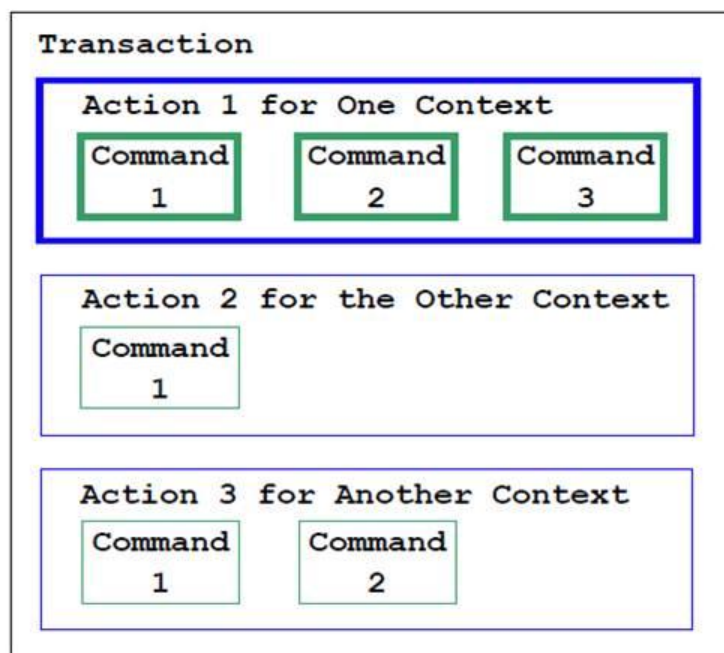 Transaction
Action 1 for One Context
Command Command Command
1 2 3
Action 2 for the Other Context
Command
1
Action 3 for Another Context
Command Command
1 2